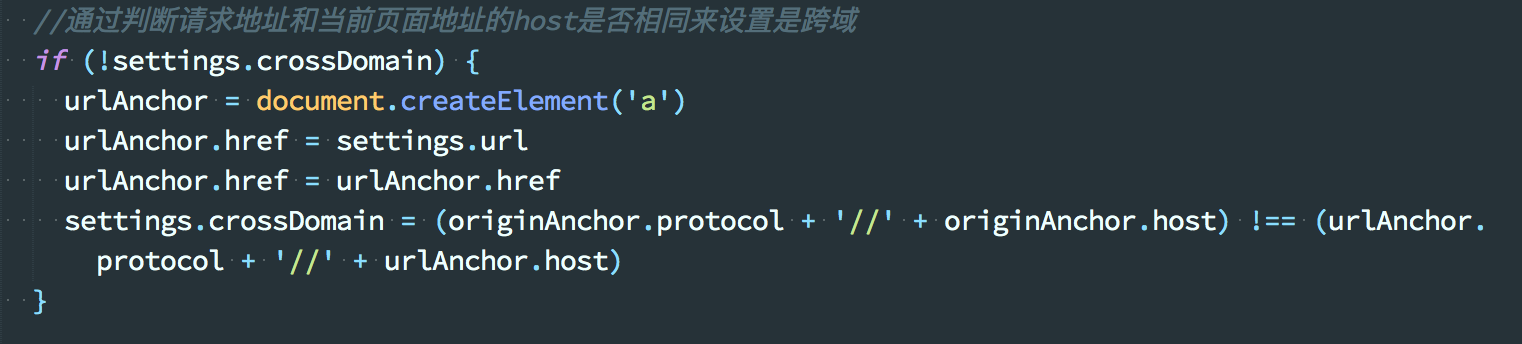 //通过判断请求地址和当前页面地址的host是否相同来设置是跨域
if (!settings.crossDomain) {
urlAnchor = document.createElement('a')
urlAnchor.href = settings.url
urlAnchor.href = urlAnchor.href
settings.crossDomain = (originAnchor.protocol + '//' + originAnchor.host) !== (urlAnchor.
protocol + '//' + urlAnchor.host)
}